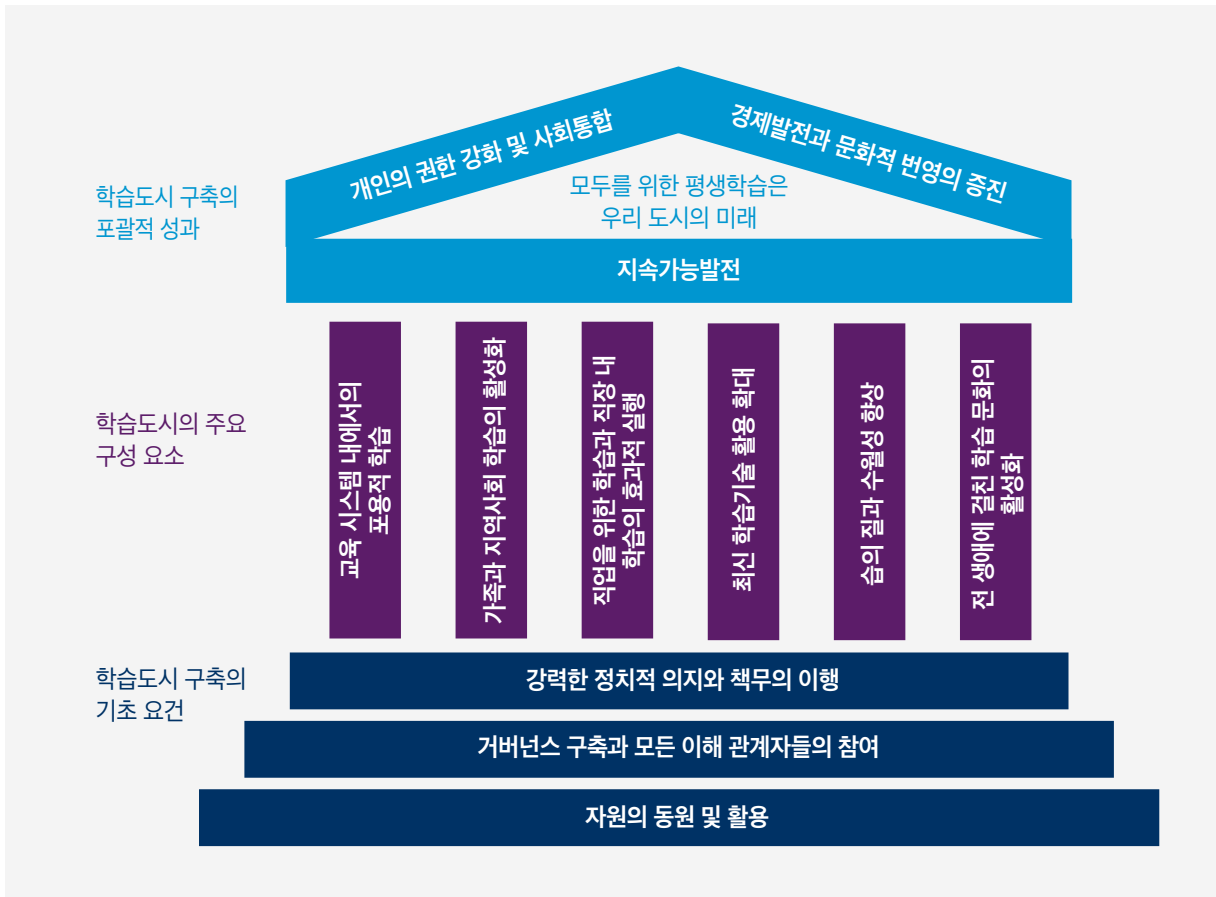 개인의 권한 강화 및 사회통합
경제발전과 문화적 번영의 증진
학습도시 구축의
포괄적 성과
모두를 위한 평생학습은
우리 도시의 미래
지속가능발전
학습도시의 주요
구성 요소
교육 시스템 내에서의
포용적 학습
가족과 지역사회 학습의 활성화
직업을 위한 학습과 직장 내
학습의 효과적 실행
최신 학습기술 활용 확대
습의 질과 수월성 향상
전 생애에 걸친 학습 문화의
활성화
학습도시 구축의
기초 요건
강력한 정치적 의지와 책무의 이행
거버넌스 구축과 모든 이해 관계자들의 참여
자원의 동원 및 활용